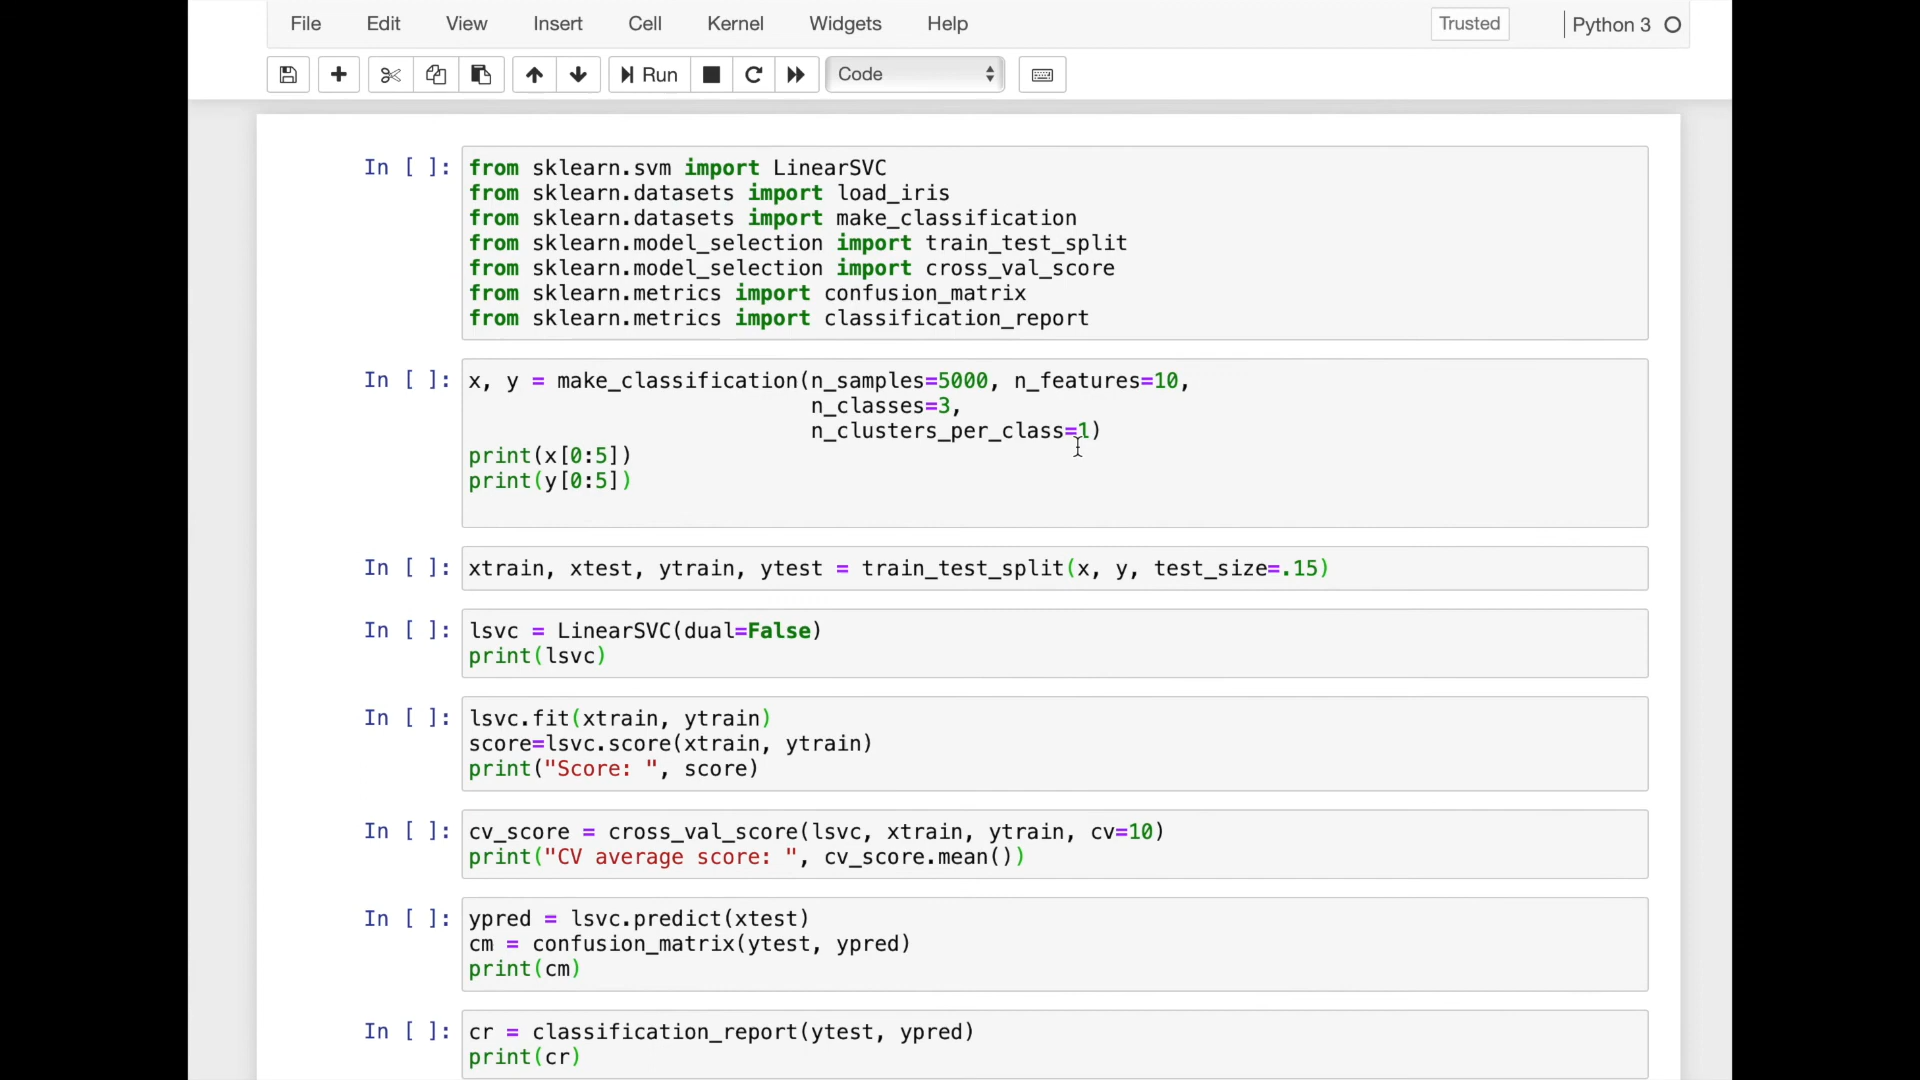 File Edit View Insert Cell Kernel Widgets Help Trusted Python 3
Run Code
In [ ]: from sklearn.svm import LinearSVC
from sklearn.datasets import load_iris
from sklearn.datasets import make_classification
from sklearn.model_selection import train_test_split
from sklearn.model_selection import cross_val_score
from sklearn.metrics import confusion_matrix
from sklearn.metrics import classification_report
In [ ]: x, y = make_classification(n_samples=5000, n_features=10,
n_classes=3,
n_clusters_per_class=1)
print(x[0:5])
print(y[0:5])
In [ ]: xtrain, xtest, ytrain, ytest = train_test_split(x, y, test_size=.15)
In [ ]: lsvc = LinearSVC(dual=False)
print(lsvc)
In [ ]: lsvc.fit(xtrain, ytrain)
score=lsvc.score(xtrain, ytrain)
print("Score: ", score)
In [ ]: cv_score = cross_val_score(lsvc, xtrain, ytrain, cv=10)
print("CV average score: ", cv_score.mean())
In [ ]: ypred = lsvc.predict(xtest)
cm = confusion_matrix(ytest, ypred)
print(cm)
In [ ]: cr = classification_report(ytest, ypred)
print(cr)